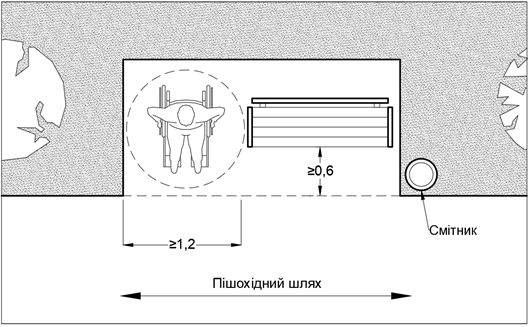 ≥0,6
Смітник
≥1,2
Пішохідний шлях